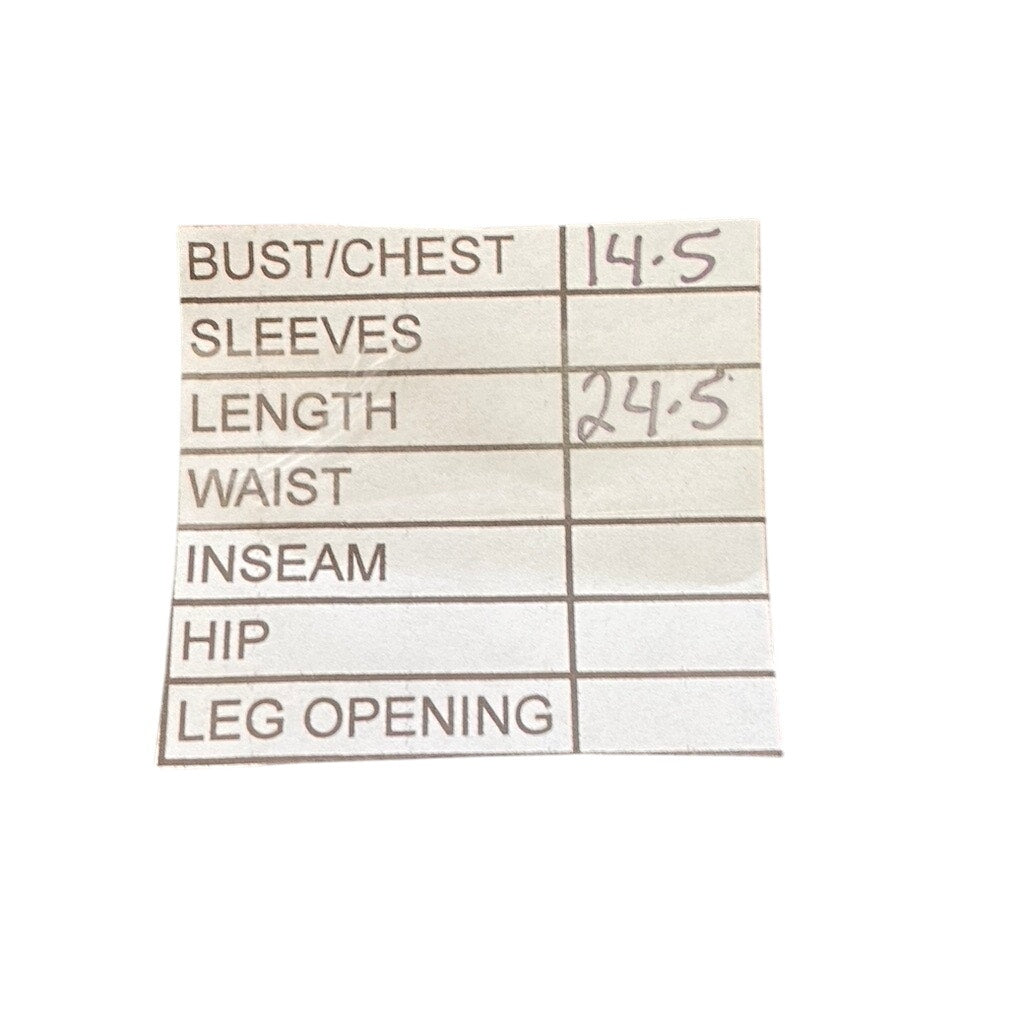 BUST/CHEST 14.5
SLEEVES
LENGTH 24.5
WAIST
INSEAM
HIP
LEG OPENING